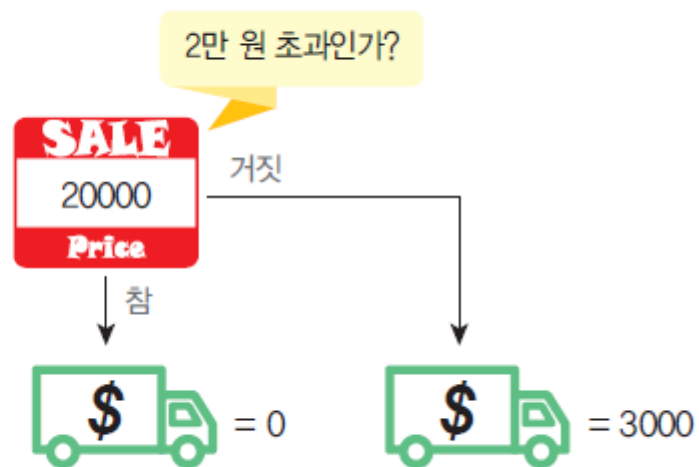 2만 원 초과인가?
SALE
20000
Price
거짓
참
$ = 0
$ = 3000